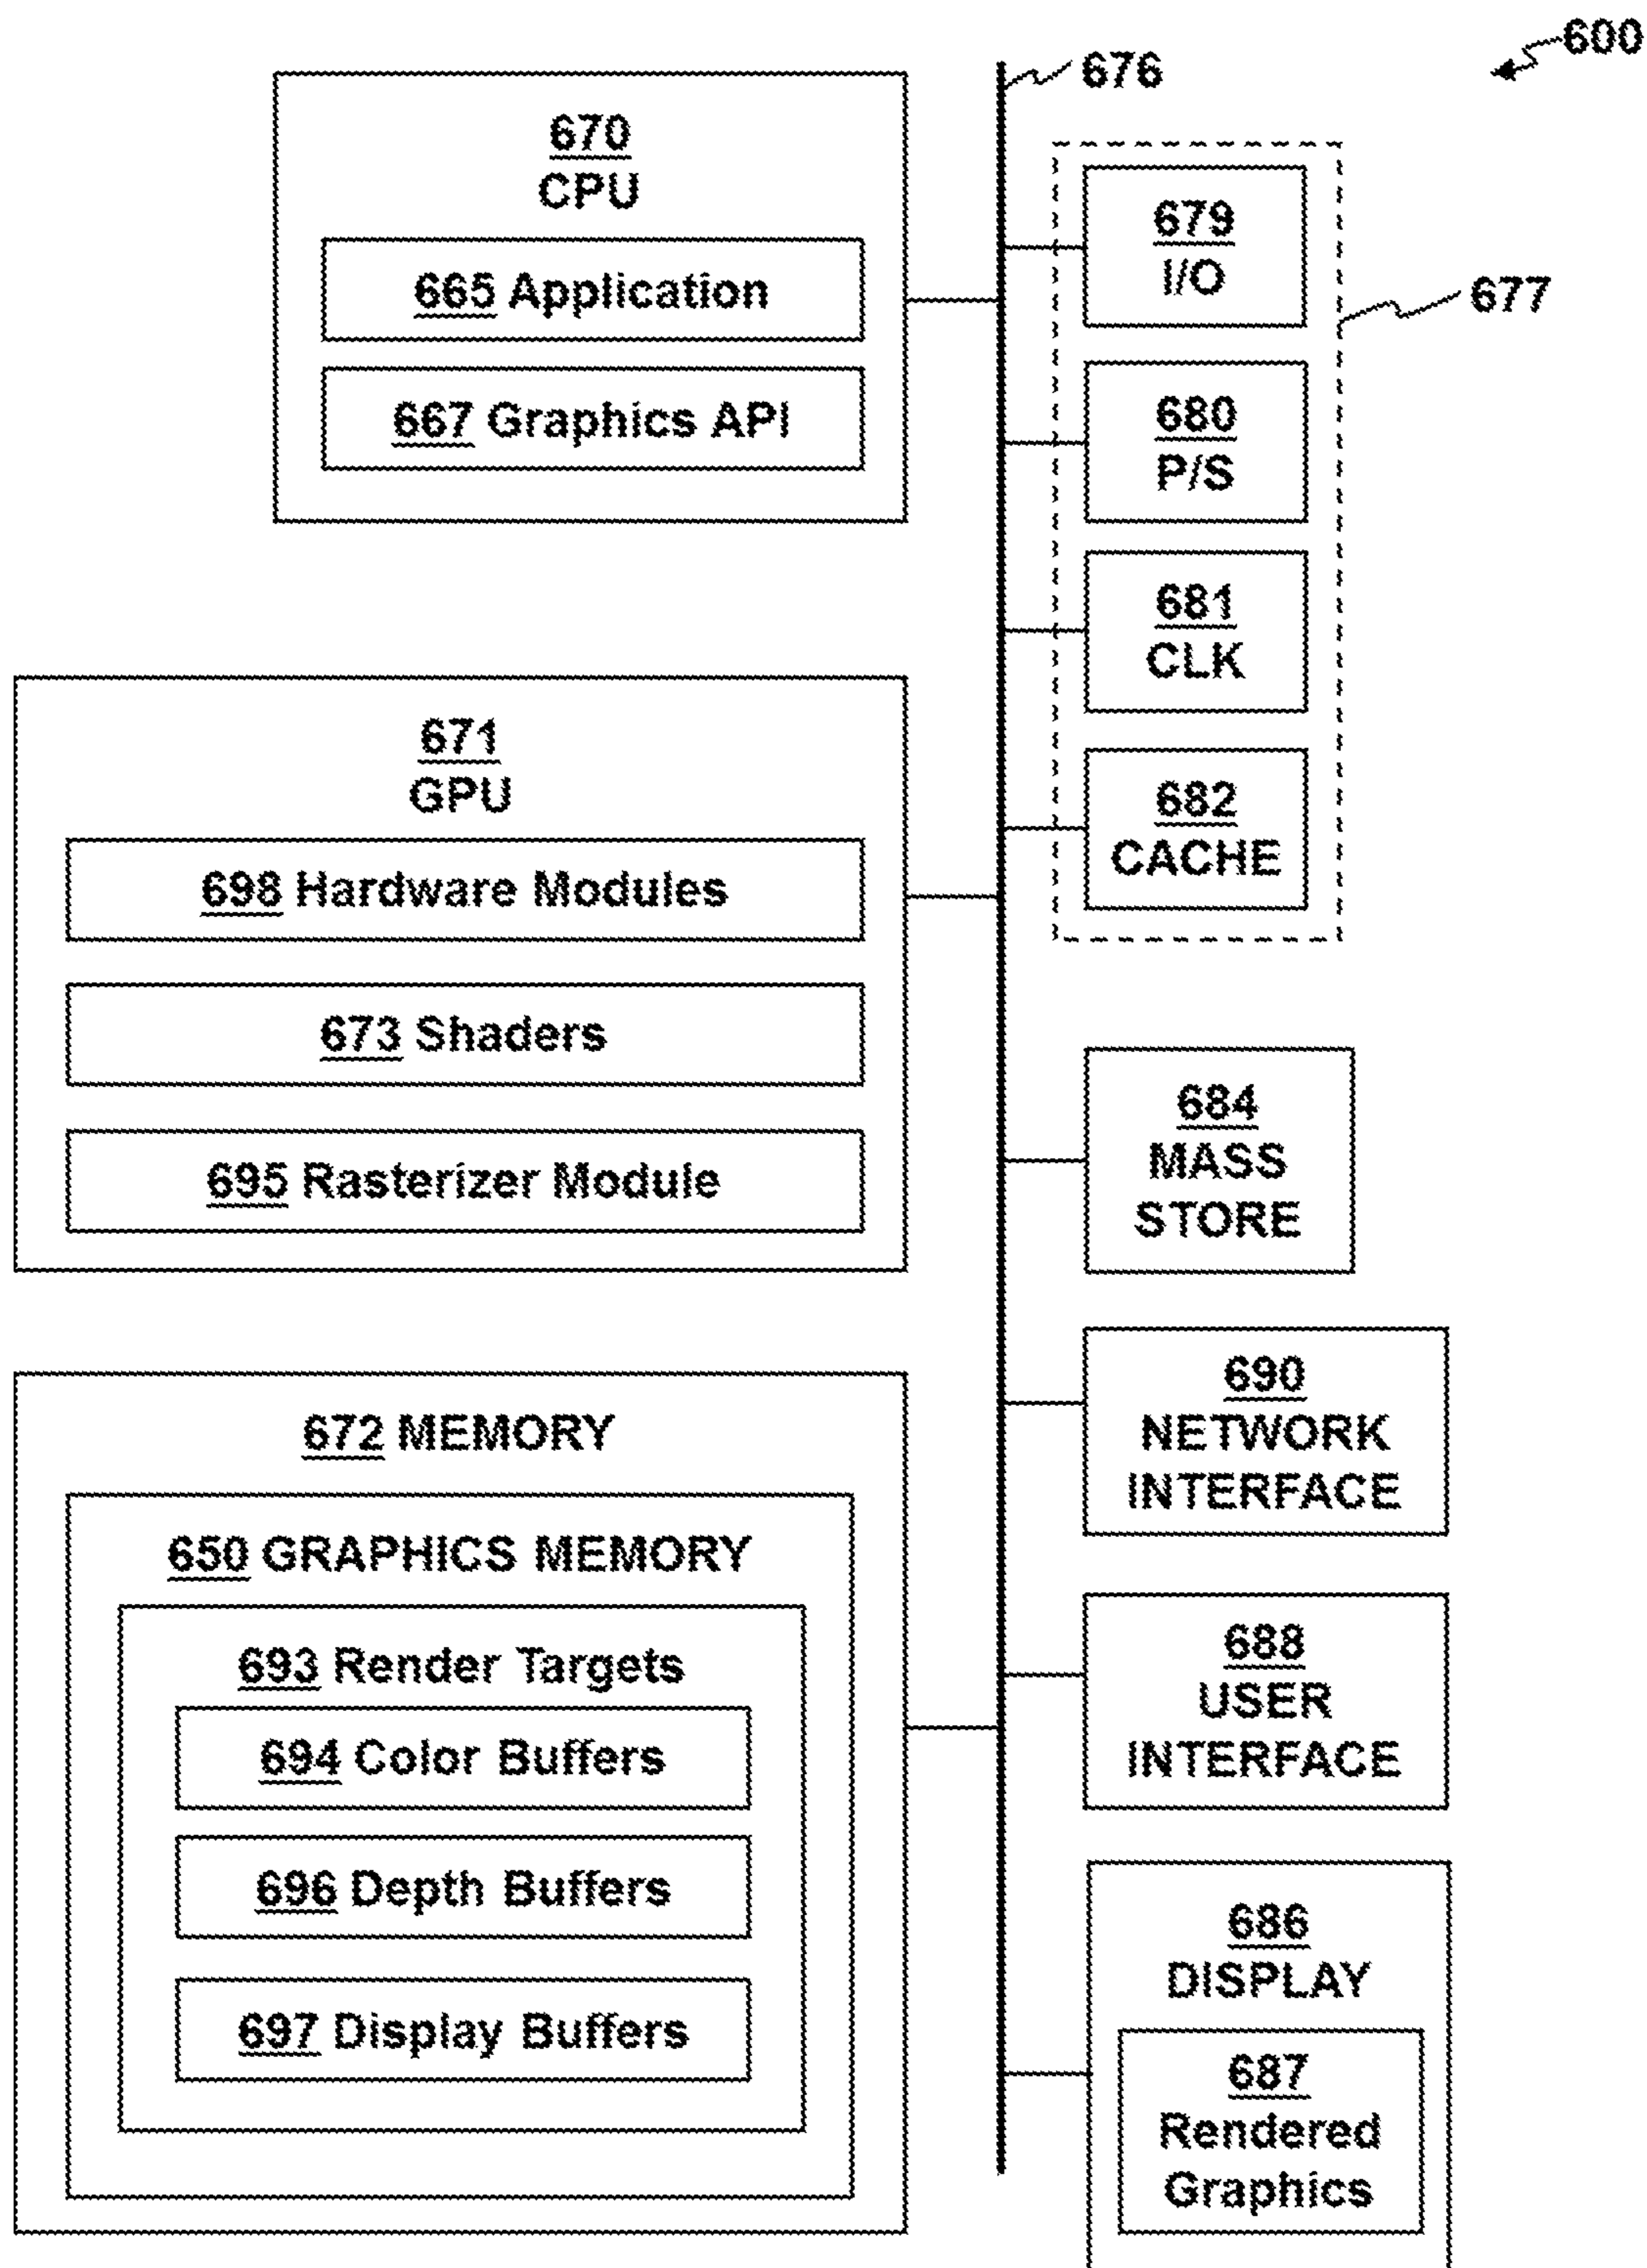 600
676
670
CPU
665 Application
667 Graphics API
679
I/O
677
680
P/S
681
CLK
682
CACHE
671
GPU
698 Hardware Modules
673 Shaders
695 Rasterizer Module
684
MASS
STORE
690
NETWORK
INTERFACE
672 MEMORY
650 GRAPHICS MEMORY
693 Render Targets
694 Color Buffers
696 Depth Buffers
697 Display Buffers
688
USER
INTERFACE
686
DISPLAY
687
Rendered
Graphics